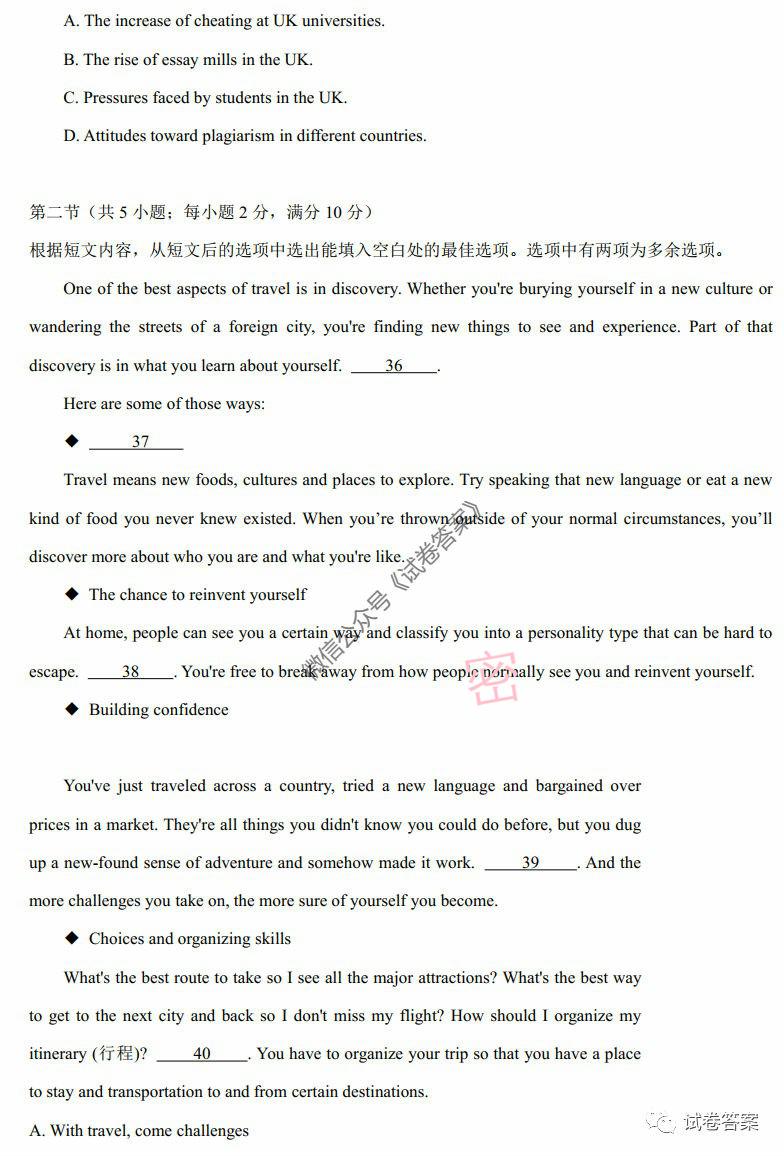 A. The increase of cheating at UK universities.
B. The rise of essay mills in the UK.
C. Pressures faced by students in the UK.
D. Attitudes toward plagiarism in different countries.
第二节（共 5 小题；每小题 2 分，满分 10 分）
根据短文内容，从短文后的选项中选出能填入空白处的最佳选项。选项中有两项为多余选项。
One of the best aspects of travel is in discovery. Whether you're burying yourself in a new culture or
wandering the streets of a foreign city, you're finding new things to see and experience. Part of that
discovery is in what you learn about yourself. 36 .
Here are some of those ways:
◆ 37
Travel means new foods, cultures and places to explore. Try speaking that new language or eat a new
kind of food you never knew existed. When you’re thrown outside of your normal circumstances, you’ll
discover more about who you are and what you're like.
◆ The chance to reinvent yourself
At home, people can see you a certain way and classify you into a personality type that can be hard to
escape. 38 . You're free to break away from how people normally see you and reinvent yourself.
◆ Building confidence
You've just traveled across a country, tried a new language and bargained over
prices in a market. They're all things you didn't know you could do before, but you dug
up a new-found sense of adventure and somehow made it work. 39 . And the
more challenges you take on, the more sure of yourself you become.
◆ Choices and organizing skills
What's the best route to take so I see all the major attractions? What's the best way
to get to the next city and back so I don't miss my flight? How should I organize my
itinerary (行程)? 40 . You have to organize your trip so that you have a place
to stay and transportation to and from certain destinations.
A. With travel, come challenges
微信公众号《试卷答案》
密
试卷答案